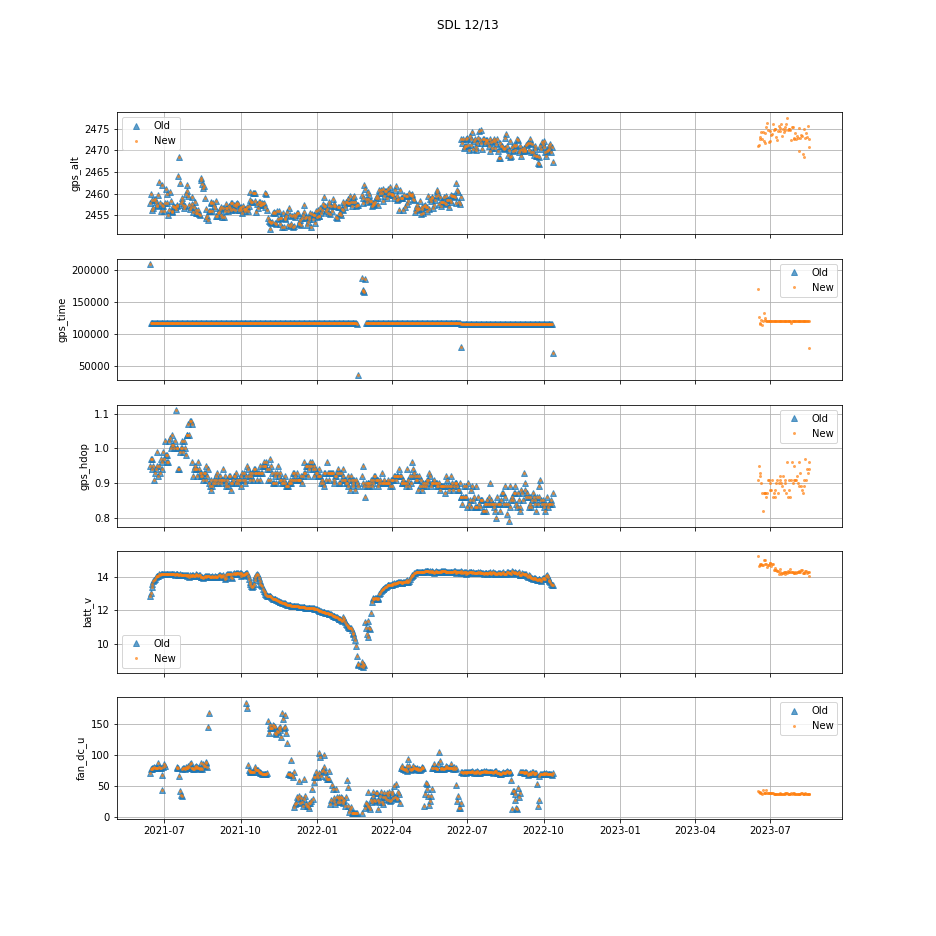 SDL 12/13
2475
2470
2465
2460
2455
gps_alt
Old
New
200000
150000
100000
50000
gps_time
Old
New
1.1
1.0
0.9
0.8
gps_hdop
Old
New
14
12
10
batt_v
Old
New
150
100
50
0
fan_dc_u
Old
New
2021-07 2021-10 2022-01 2022-04 2022-07 2022-10 2023-01 2023-04 2023-07